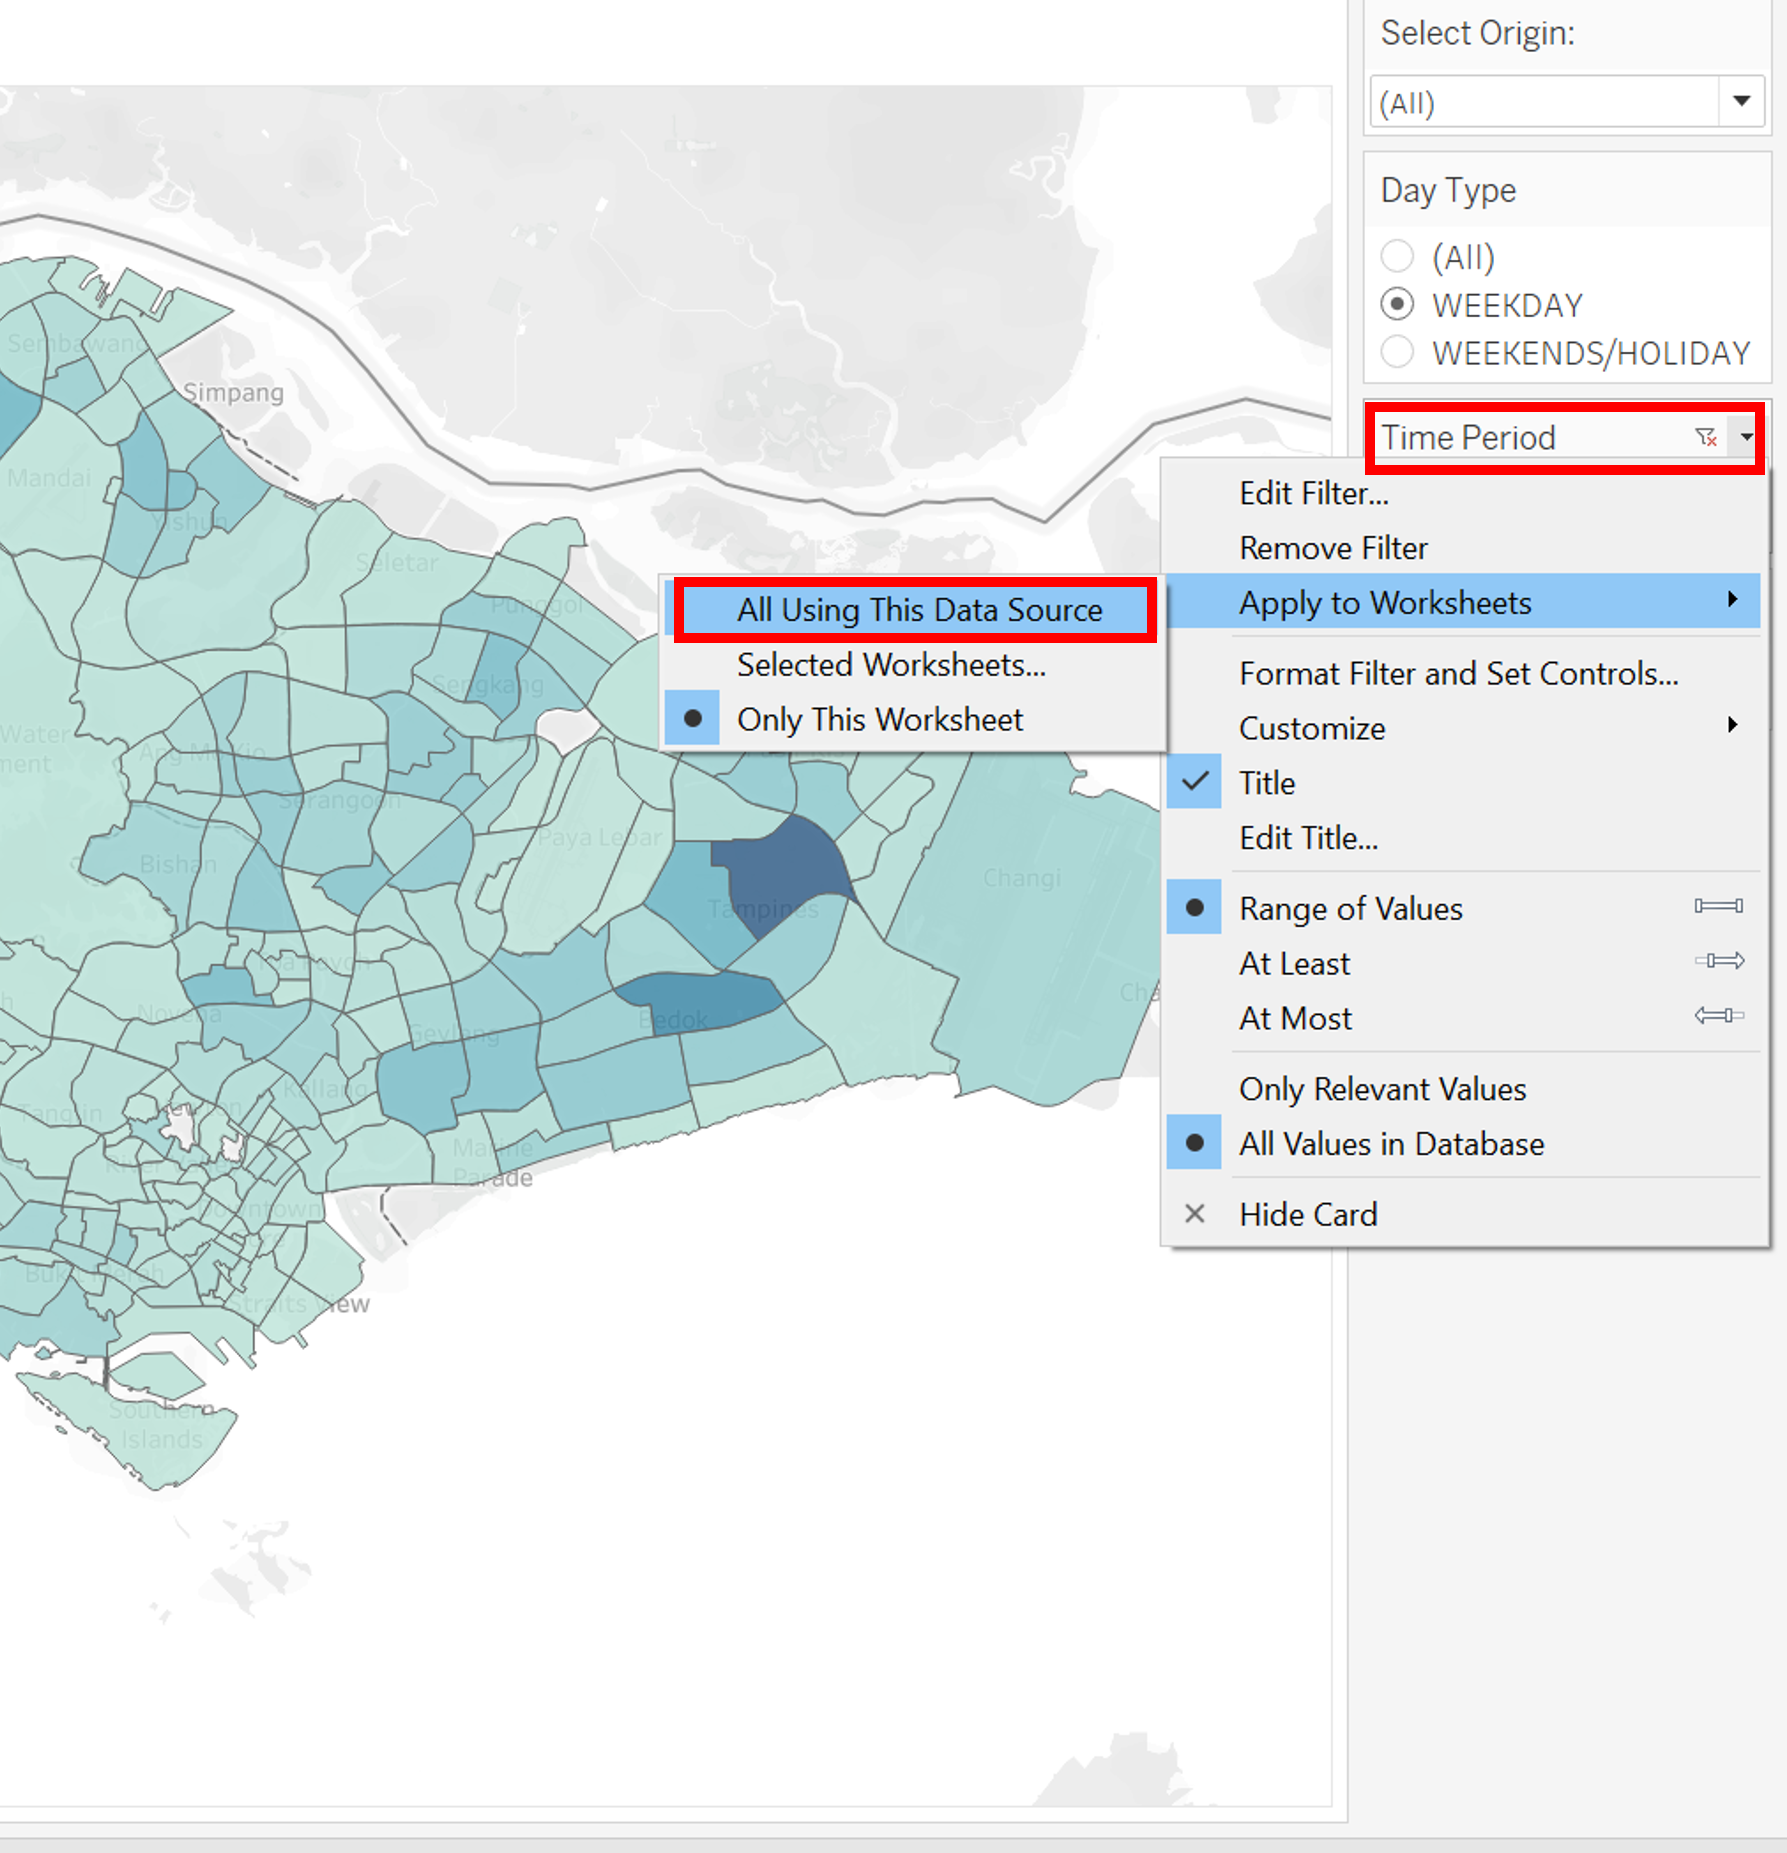 Select Origin:
(All)
Day Type
(All)
WEEKDAY
WEEKENDS/HOLIDAY
Time Period
Edit Filter...
Remove Filter
Apply to Worksheets
All Using This Data Source
Selected Worksheets...
Only This Worksheet
Format Filter and Set Controls...
Customize
Title
Edit Title...
Range of Values
At Least
At Most
Only Relevant Values
All Values in Database
Hide Card
Sembawang
Simpang
Mandai
Yishun
Seletar
Punggol
Sengkang
Water
ment
Ang Mo Kio
Serangoon
Paya Lebar
Bishan
Changi
Tampines
Toa Payoh
Novena
Geylang
Bedok
Cha
Kallang
Tanglin
Newton
River Valley
Marine
Parade
Downtown
Core
Bukit Merah
Straits View
Southern
Islands